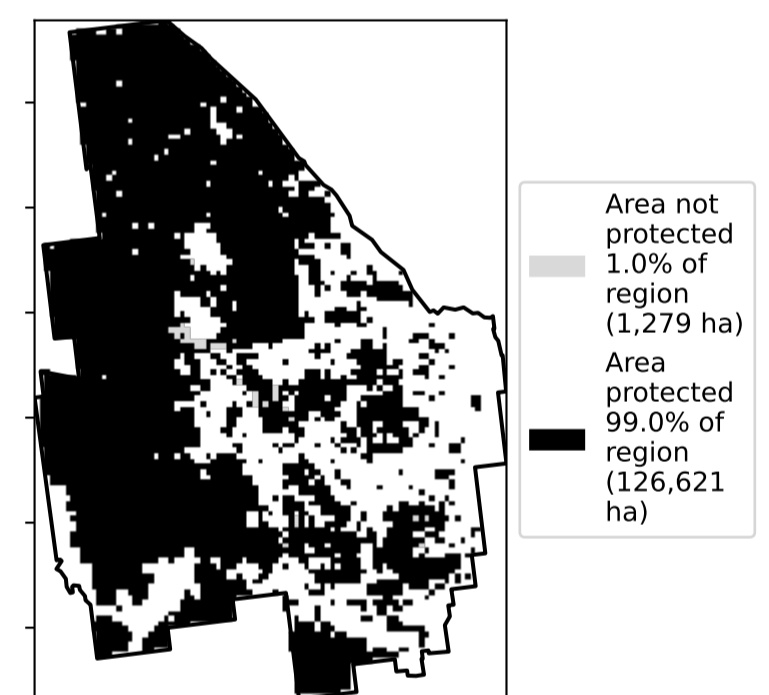 Area not
protected
1.0% of
region
(1,279 ha)
Area
protected
99.0% of
region
(126,621
ha)